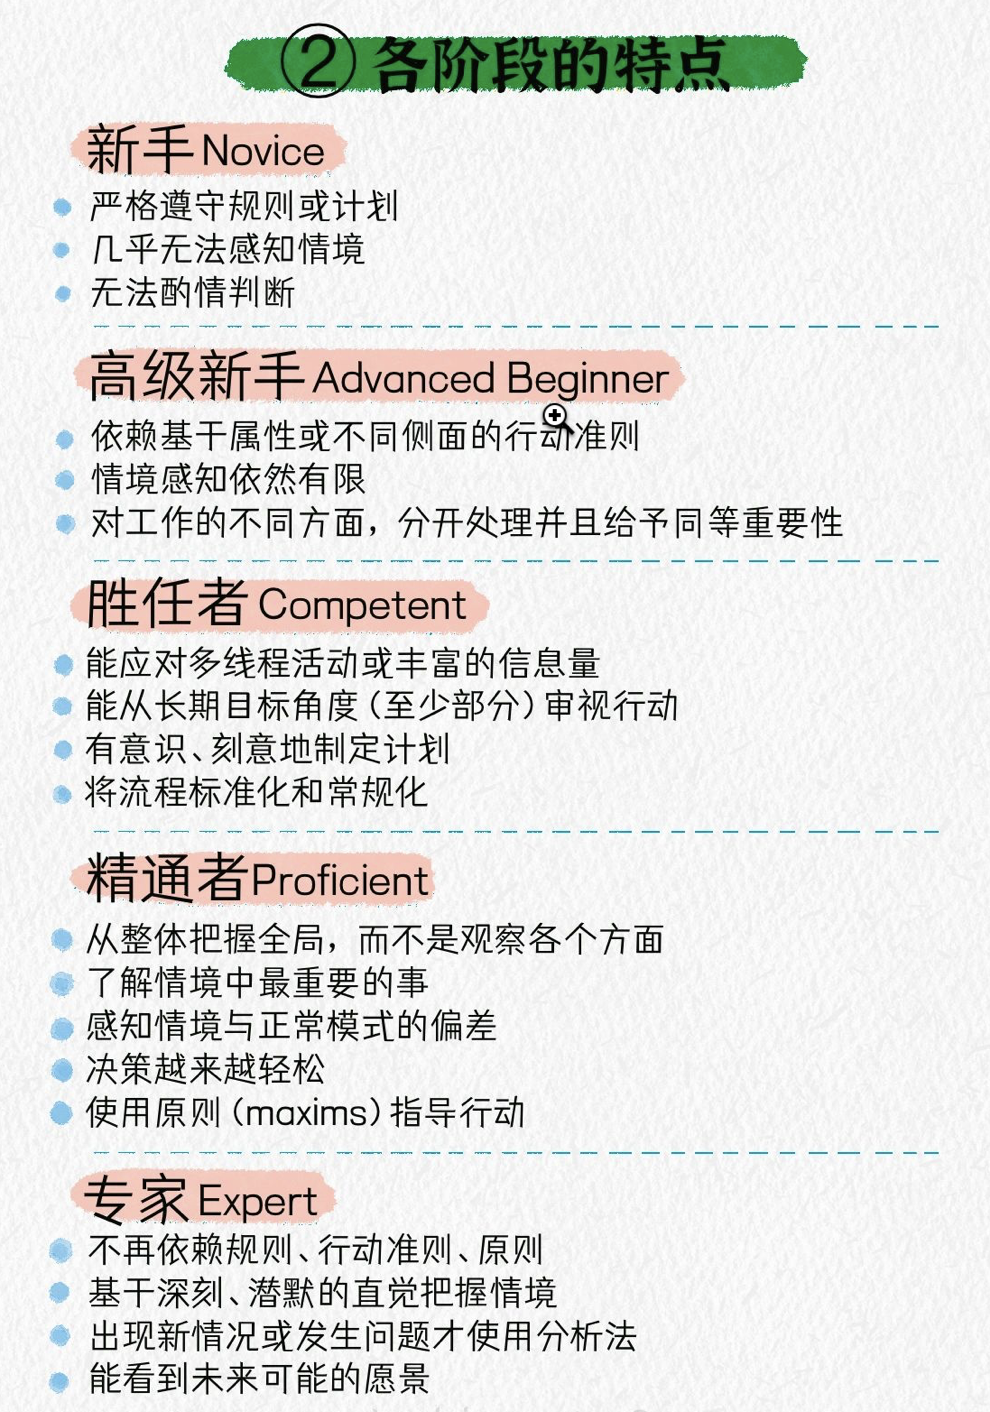 ② 各阶段的特点
新手 Novice
严格遵守规则或计划
几乎无法感知情境
无法酌情判断
高级新手 Advanced Beginner
依赖基于属性或不同侧面的行动准则
情境感知依然有限
对工作的不同方面，分开处理并且给予同等重要性
胜任者 Competent
能应对多线程活动或丰富的信息量
能从长期目标角度（至少部分）审视行动
有意识、刻意地制定计划
将流程标准化和常规化
精通者 Proficient
从整体把握全局，而不是观察各个方面
了解情境中最重要的事
感知情境与正常模式的偏差
决策越来越轻松
使用原则（maxims）指导行动
专家 Expert
不再依赖规则、行动准则、原则
基于深刻、潜默的直觉把握情境
出现新情况或发生问题才使用分析法
能看到未来可能的愿景